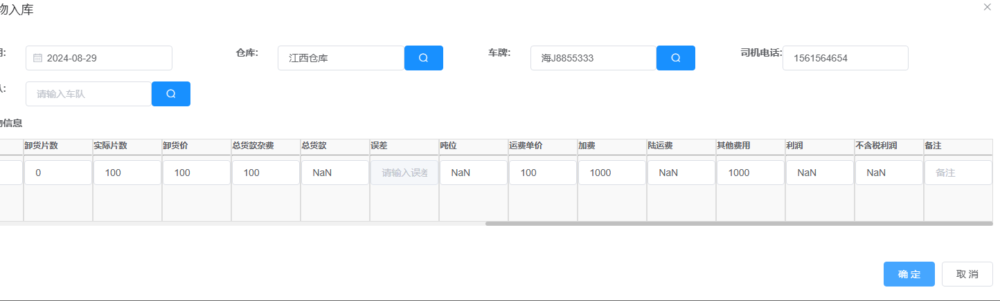 物入库
期:
2024-08-29
仓库:
江西仓库
车牌:
海J8855333
司机电话:
1561564654
队:
请输入车队
物信息
卸货片数 实际片数 卸货价 总货款杂费 总货款 误差 吨位 运费单价 加费 陆运费 其他费用 利润 不含税利润 备注
0 100 100 100 NaN 请输入误差 NaN 100 1000 NaN 1000 NaN NaN 备注
确 定 取 消